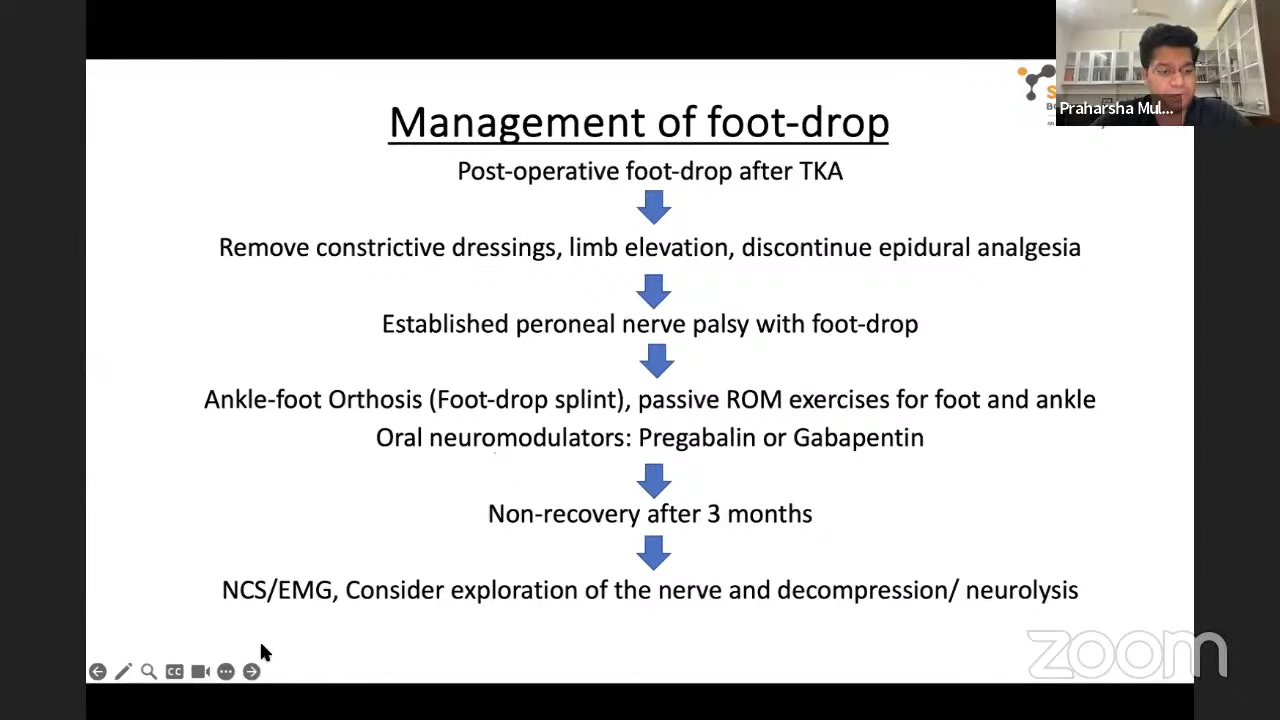 Management of foot-drop
Post-operative foot-drop after TKA
Remove constrictive dressings, limb elevation, discontinue epidural analgesia
Established peroneal nerve palsy with foot-drop
Ankle-foot Orthosis (Foot-drop splint), passive ROM exercises for foot and ankle
Oral neuromodulators: Pregabalin or Gabapentin
Non-recovery after 3 months
NCS/EMG, Consider exploration of the nerve and decompression/ neurolysis
Praharsha Mul...
CC
zoom